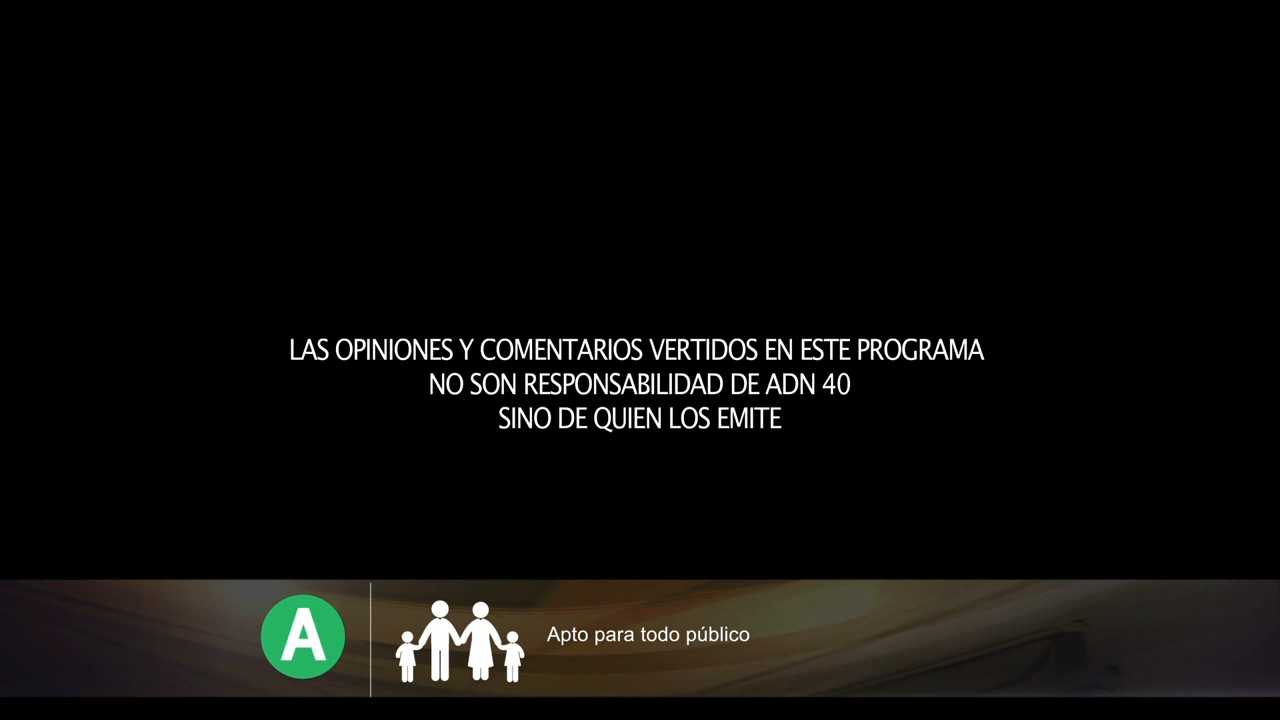 LAS OPINIONES Y COMENTARIOS VERTIDOS EN ESTE PROGRAMA
NO SON RESPONSABILIDAD DE ADN 40
SINO DE QUIEN LOS EMITE
A
Apto para todo público